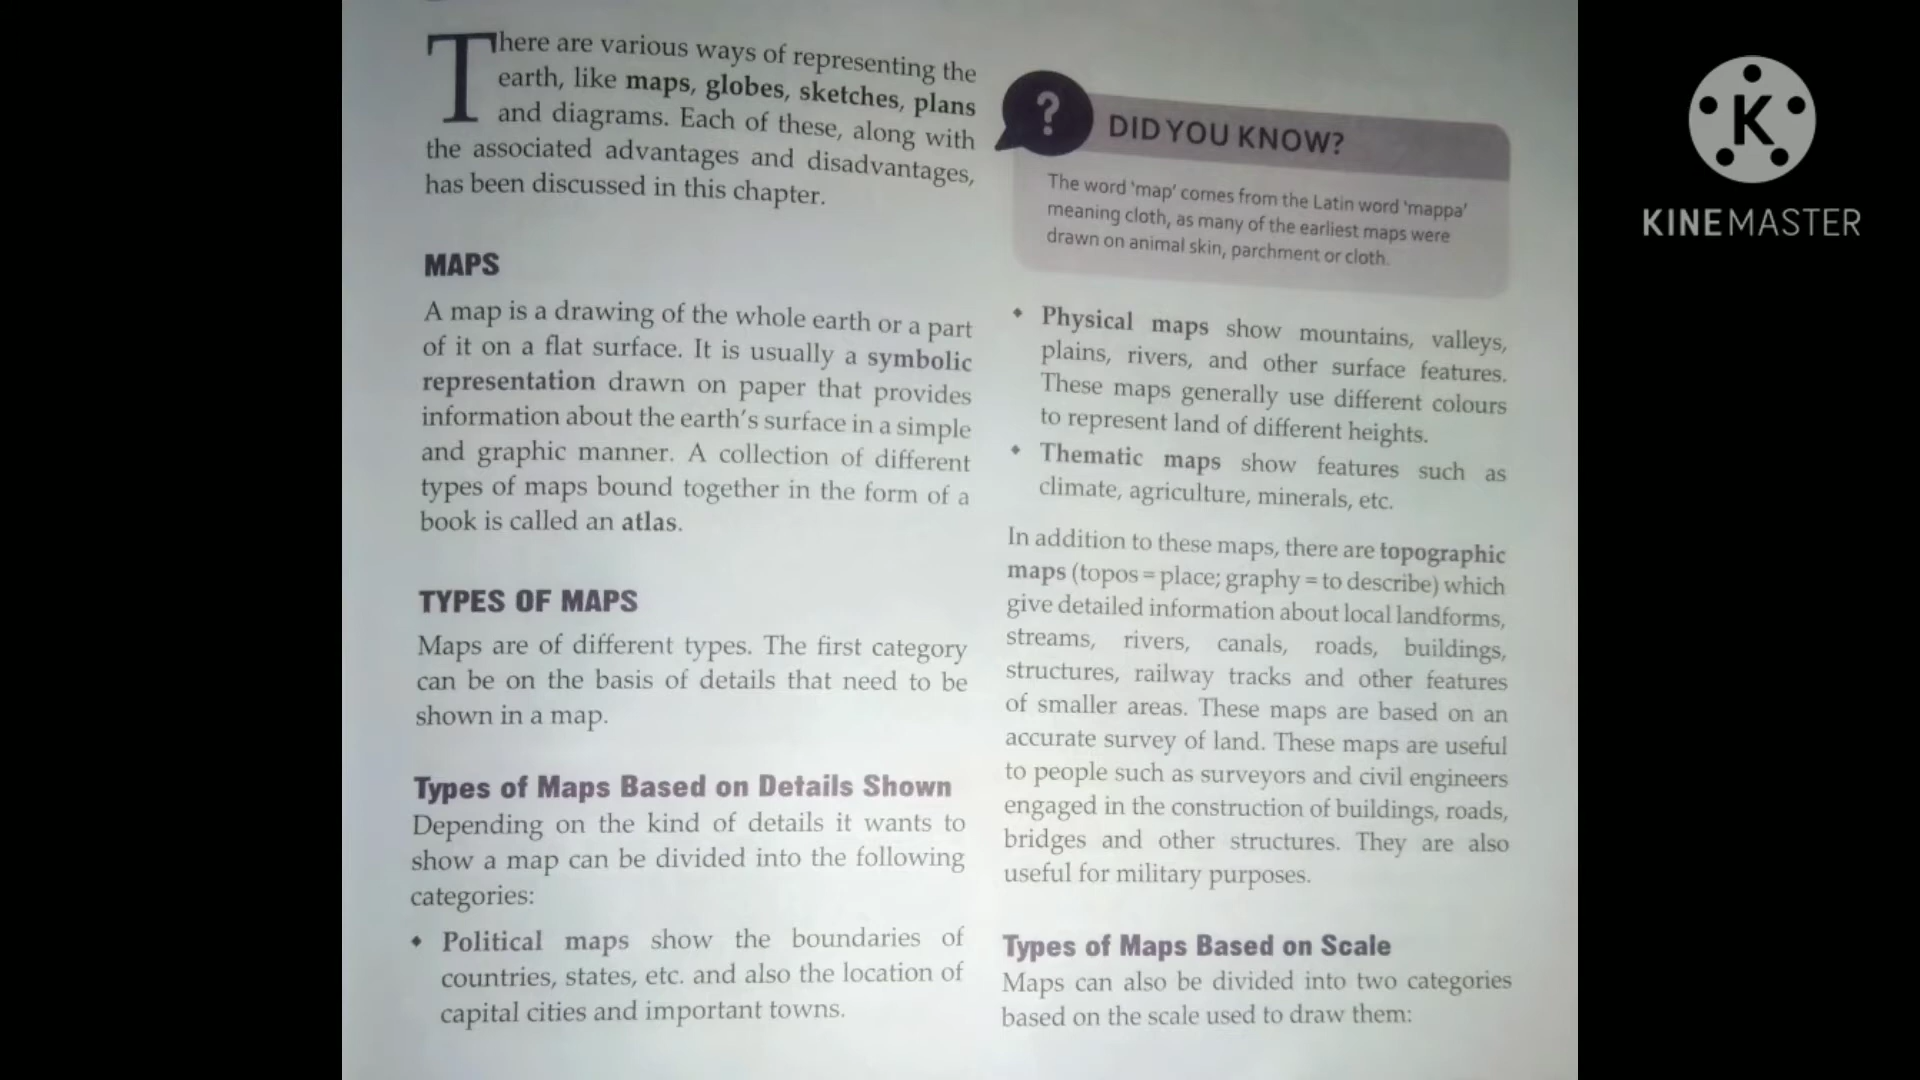 There are various ways of representing the
earth, like maps, globes, sketches, plans
and diagrams. Each of these, along with
the associated advantages and disadvantages,
has been discussed in this chapter.
MAPS
A map is a drawing of the whole earth or a part
of it on a flat surface. It is usually a symbolic
representation drawn on paper that provides
information about the earth's surface in a simple
and graphic manner. A collection of different
types of maps bound together in the form of a
book is called an atlas.
TYPES OF MAPS
Maps are of different types. The first category
can be on the basis of details that need to be
shown in a map.
Types of Maps Based on Details Shown
Depending on the kind of details it wants to
show a map can be divided into the following
categories:
◆ Political maps show the boundaries of
countries, states, etc. and also the location of
capital cities and important towns.
?
DID YOU KNOW?
The word 'map' comes from the Latin word 'mappa'
meaning cloth, as many of the earliest maps were
drawn on animal skin, parchment or cloth.
◆ Physical maps show mountains, valleys,
plains, rivers, and other surface features.
These maps generally use different colours
to represent land of different heights.
◆ Thematic maps show features such as
climate, agriculture, minerals, etc.
In addition to these maps, there are topographic
maps (topos = place; graphy = to describe) which
give detailed information about local landforms,
streams, rivers, canals, roads, buildings,
structures, railway tracks and other features
of smaller areas. These maps are based on an
accurate survey of land. These maps are useful
to people such as surveyors and civil engineers
engaged in the construction of buildings, roads,
bridges and other structures. They are also
useful for military purposes.
Types of Maps Based on Scale
Maps can also be divided into two categories
based on the scale used to draw them:
K
KINEMASTER